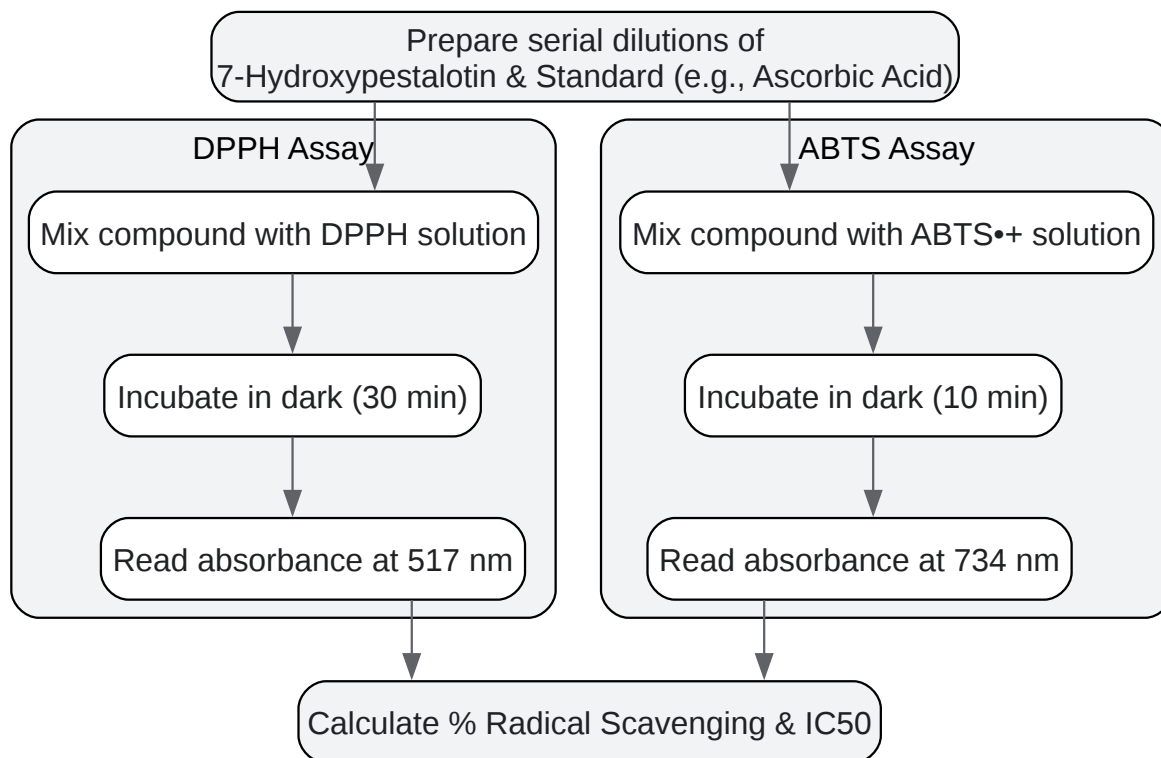 Prepare serial dilutions of
7-Hydroxypestalotin & Standard (e.g., Ascorbic Acid)
DPPH Assay
Mix compound with DPPH solution
Incubate in dark (30 min)
Read absorbance at 517 nm
ABTS Assay
Mix compound with ABTS•+ solution
Incubate in dark (10 min)
Read absorbance at 734 nm
Calculate % Radical Scavenging & IC50